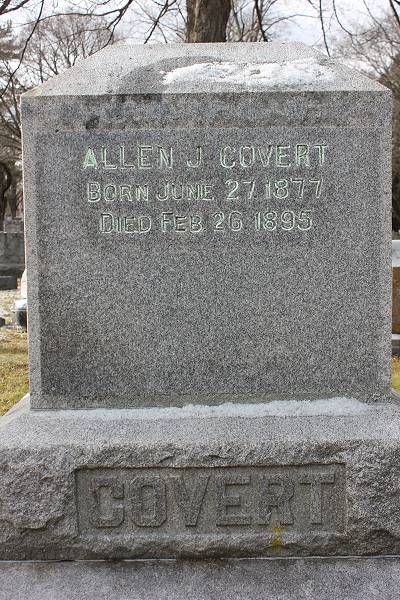 ALLEN J. COVERT
BORN JUNE 27. 1877
DIED FEB 26 1895
COVERT